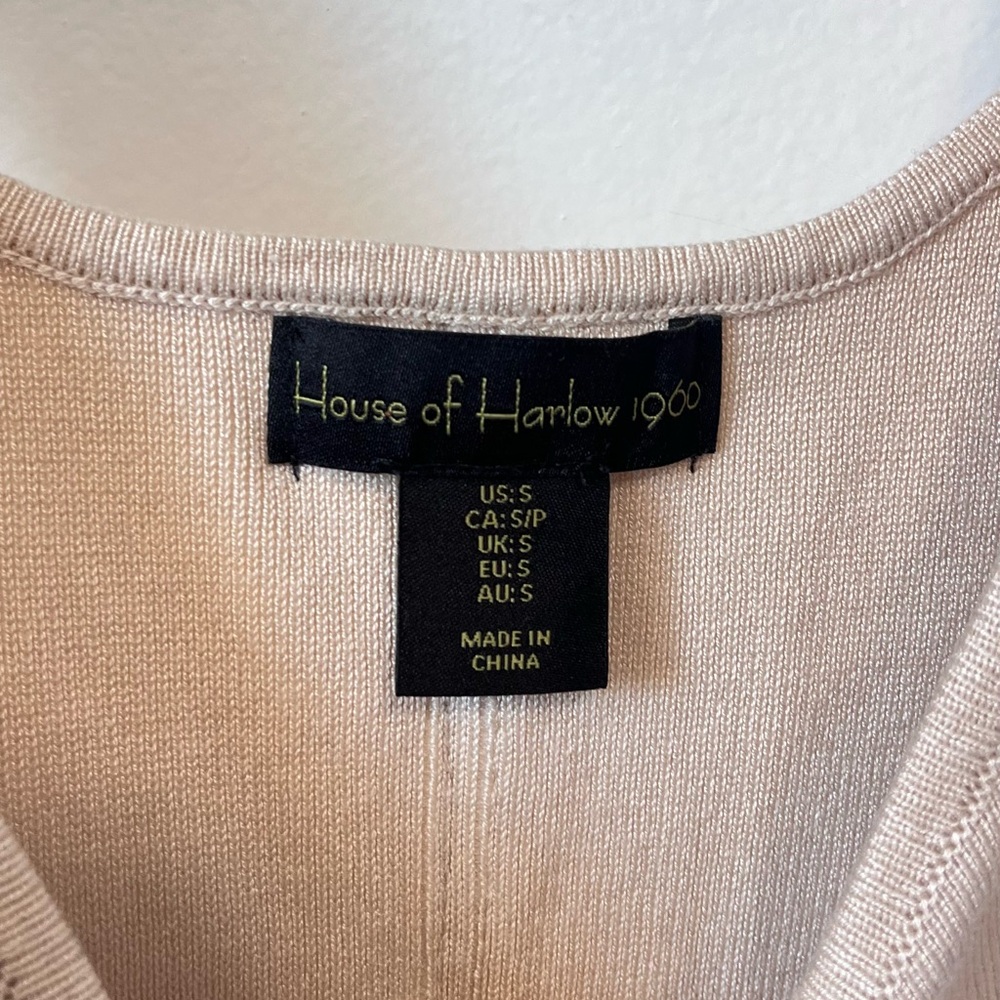 House of Harlow 1960
US: S
CA: S/P
UK: S
EU: S
AU: S
MADE IN
CHINA